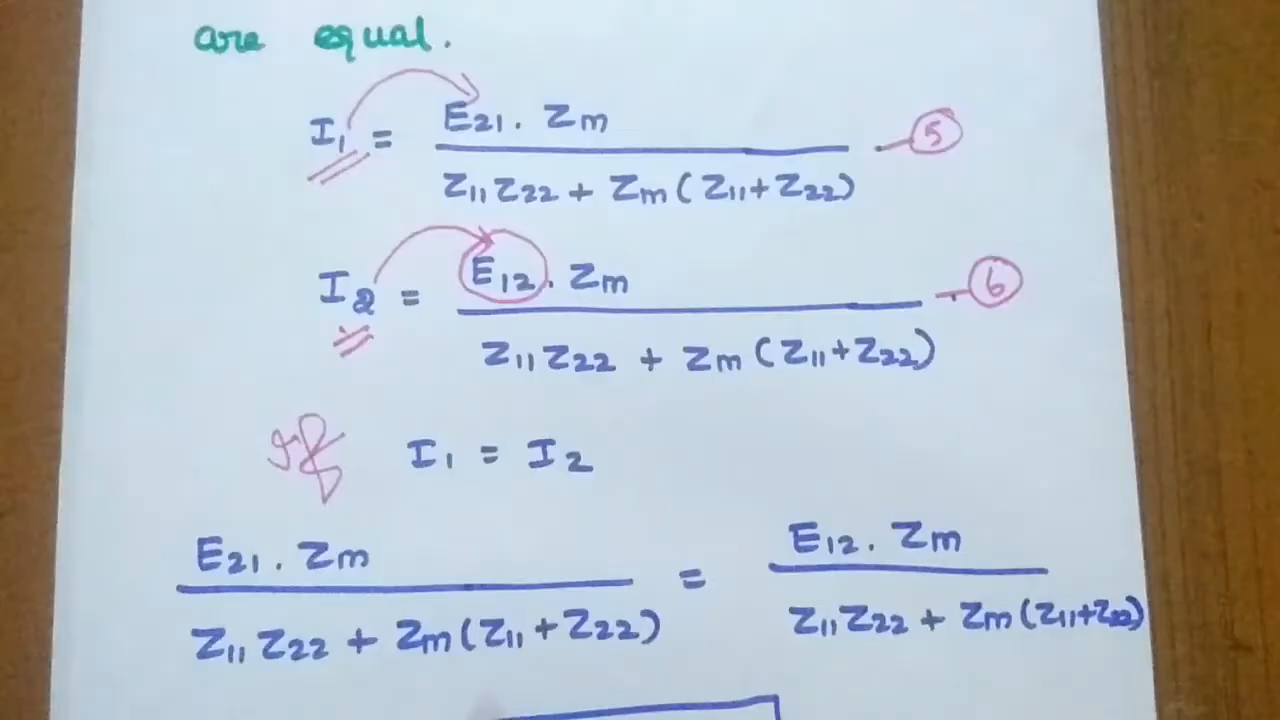 are equal.
I1 = E21. Zm / Z11 Z22 + Zm (Z11+Z22) - 5
I2 = E12. Zm / Z11 Z22 + Zm (Z11+Z22) - 6
If I1 = I2
E21. Zm / Z11 Z22 + Zm (Z11+Z22) = E12. Zm / Z11 Z22 + Zm (Z11+Z22)